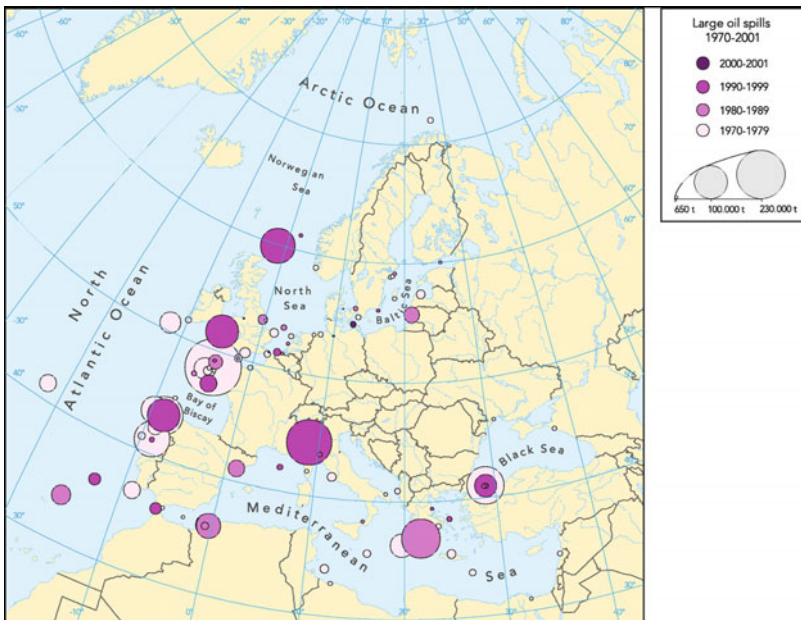 Large oil spills
1970-2001
2000-2001
1990-1999
1980-1989
1970-1979
650 t
100.000 t
230.000 t
Arctic Ocean
Norwegian
Sea
North
Atlantic Ocean
North
Sea
Baltic Sea
Bay of
Biscay
Black Sea
Mediterranean
Sea